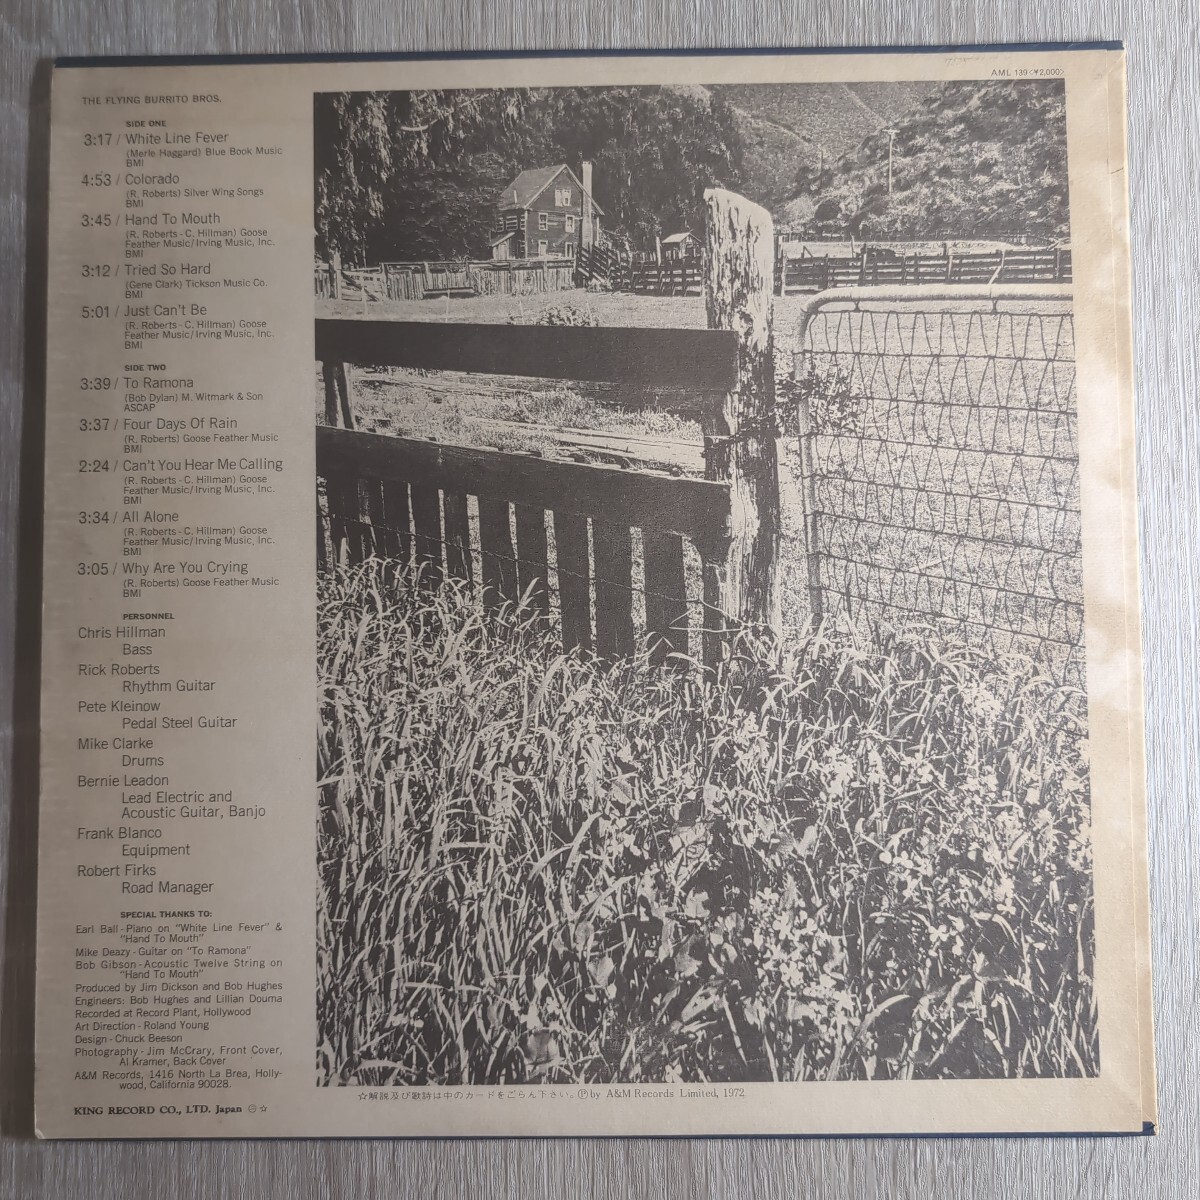 AML 139<¥2,000>
THE FLYING BURRITO BROS.
SIDE ONE
3:17 / White Line Fever
(Merle Haggard) Blue Book Music
BMI
4:53 / Colorado
(R. Roberts) Silver Wing Songs
BMI
3:45 / Hand To Mouth
(R. Roberts - C. Hillman) Goose
Feather Music/Irving Music, Inc.
BMI
3:12 / Tried So Hard
(Gene Clark) Tickson Music Co.
BMI
5:01 / Just Can't Be
(R. Roberts - C. Hillman) Goose
Feather Music/Irving Music, Inc.
BMI
SIDE TWO
3:39 / To Ramona
(Bob Dylan) M. Witmark & Son
ASCAP
3:37 / Four Days Of Rain
(R. Roberts) Goose Feather Music
BMI
2:24 / Can't You Hear Me Calling
(R. Roberts - C. Hillman) Goose
Feather Music/Irving Music, Inc.
BMI
3:34 / All Alone
(R. Roberts - C. Hillman) Goose
Feather Music/Irving Music, Inc.
BMI
3:05 / Why Are You Crying
(R. Roberts) Goose Feather Music
BMI
PERSONNEL
Chris Hillman
Bass
Rick Roberts
Rhythm Guitar
Pete Kleinow
Pedal Steel Guitar
Mike Clarke
Drums
Bernie Leadon
Lead Electric and
Acoustic Guitar, Banjo
Frank Blanco
Equipment
Robert Firks
Road Manager
SPECIAL THANKS TO:
Earl Ball - Piano on "White Line Fever" &
"Hand To Mouth"
Mike Deazy - Guitar on "To Ramona"
Bob Gibson - Acoustic Twelve String on
"Hand To Mouth"
Produced by Jim Dickson and Bob Hughes
Engineers: Bob Hughes and Lillian Douma
Recorded at Record Plant, Hollywood
Art Direction - Roland Young
Design - Chuck Beeson
Photography - Jim McCrary, Front Cover,
Al Kramer, Back Cover
A&M Records, 1416 North La Brea, Holly-
wood, California 90028.
KING RECORD CO., LTD. Japan ☆
☆解説及び歌詩は中のカードをごらん下さい。Ⓟ by A&M Records Limited, 1972